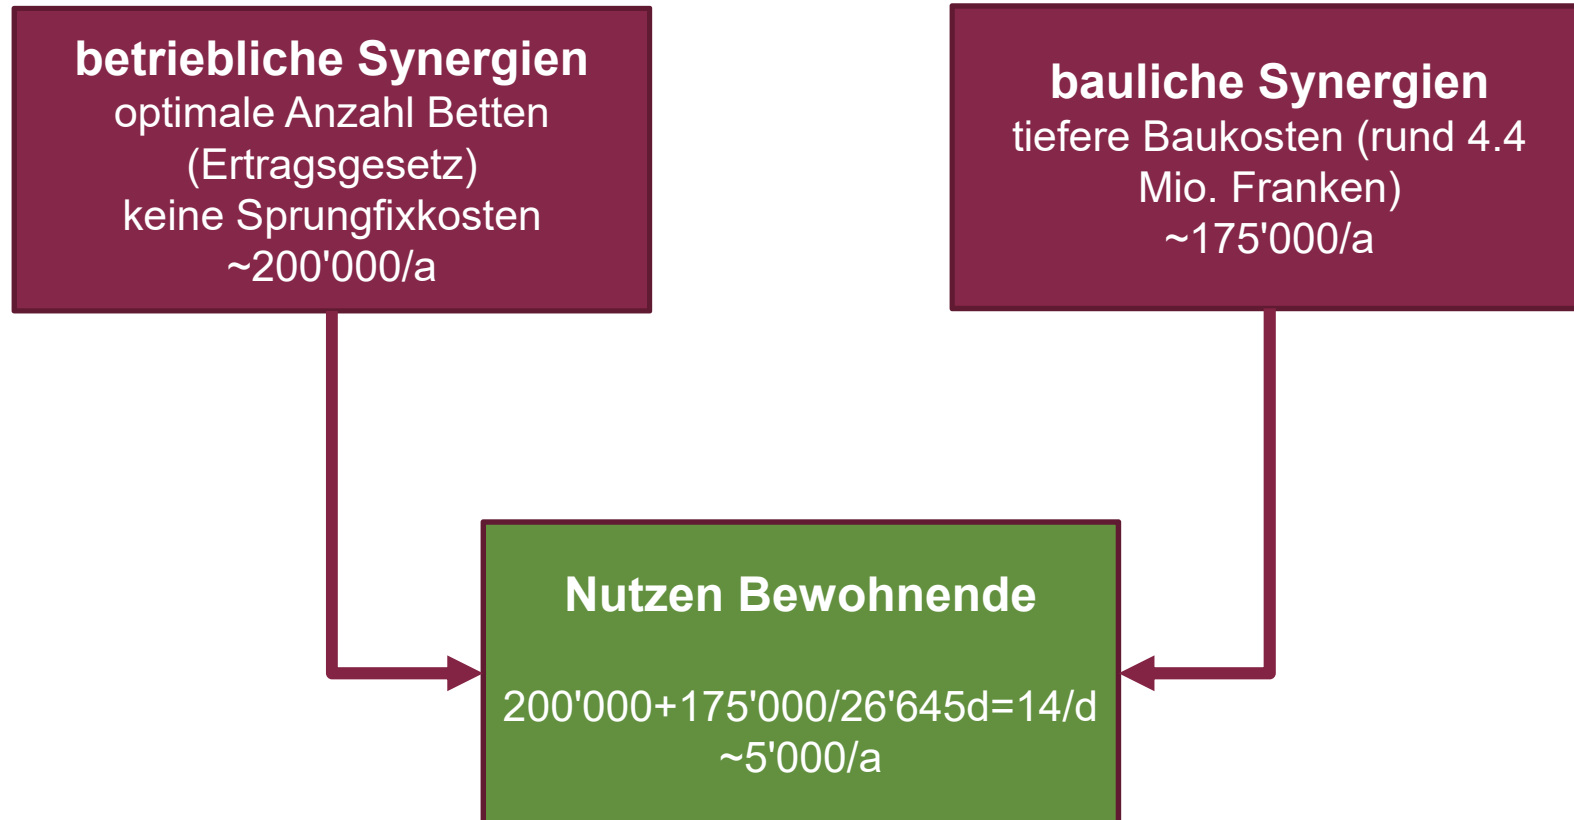 betriebliche Synergien
optimale Anzahl Betten
(Ertragsgesetz)
keine Sprungfixkosten
~200'000/a
bauliche Synergien
tiefere Baukosten (rund 4.4
Mio. Franken)
~175'000/a
Nutzen Bewohnende
200'000+175'000/26'645d=14/d
~5'000/a